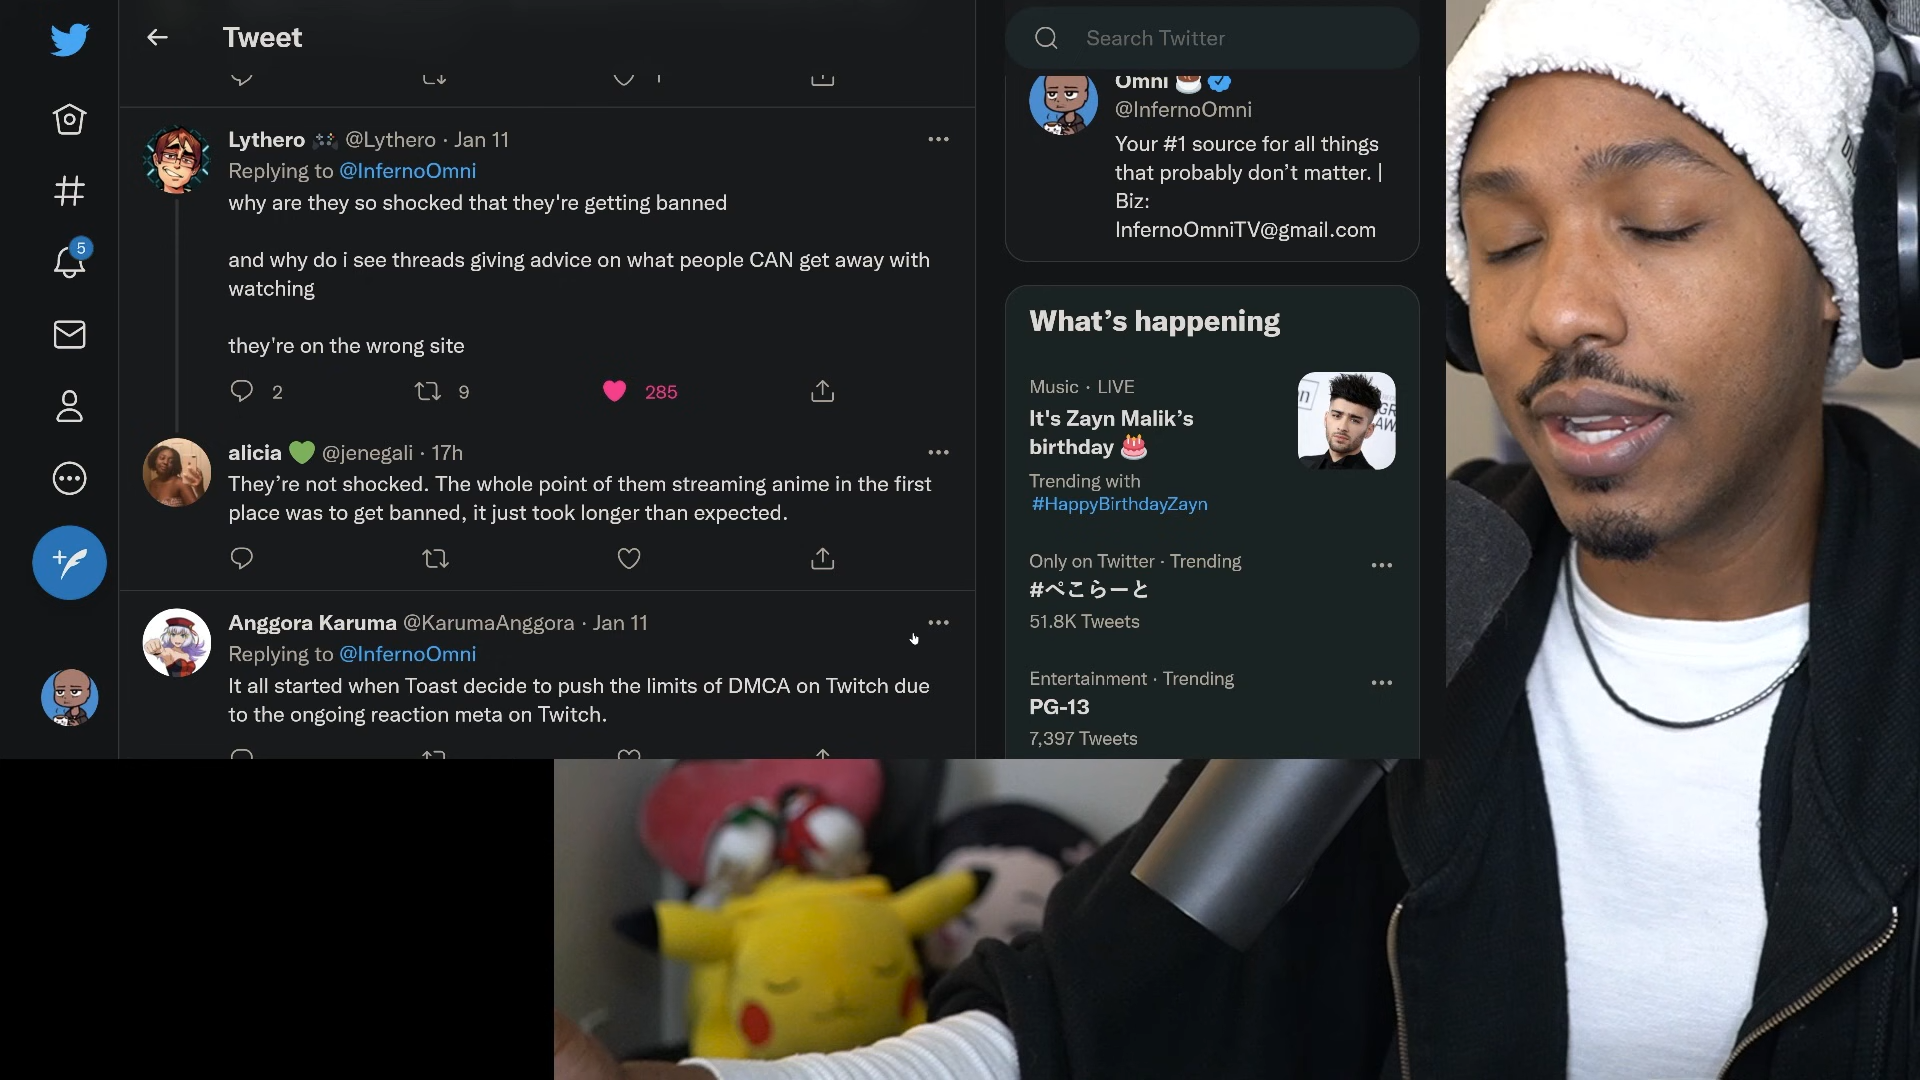 Tweet
1
Lythero @Lythero · Jan 11
Replying to @InfernoOmni
why are they so shocked that they're getting banned
and why do i see threads giving advice on what people CAN get away with
watching
they're on the wrong site
2 9 285
alicia 💚 @jenegali · 17h
They’re not shocked. The whole point of them streaming anime in the first
place was to get banned, it just took longer than expected.
Anggora Karuma @KarumaAnggora · Jan 11
Replying to @InfernoOmni
It all started when Toast decide to push the limits of DMCA on Twitch due
to the ongoing reaction meta on Twitch.
5
Search Twitter
Omni ☕
@InfernoOmni
Your #1 source for all things
that probably don’t matter. |
Biz:
InfernoOmniTV@gmail.com
What’s happening
Music · LIVE
It's Zayn Malik’s
birthday 🎂
Trending with
#HappyBirthdayZayn
Only on Twitter · Trending
#ぺこらーと
51.8K Tweets
Entertainment · Trending
PG-13
7,397 Tweets